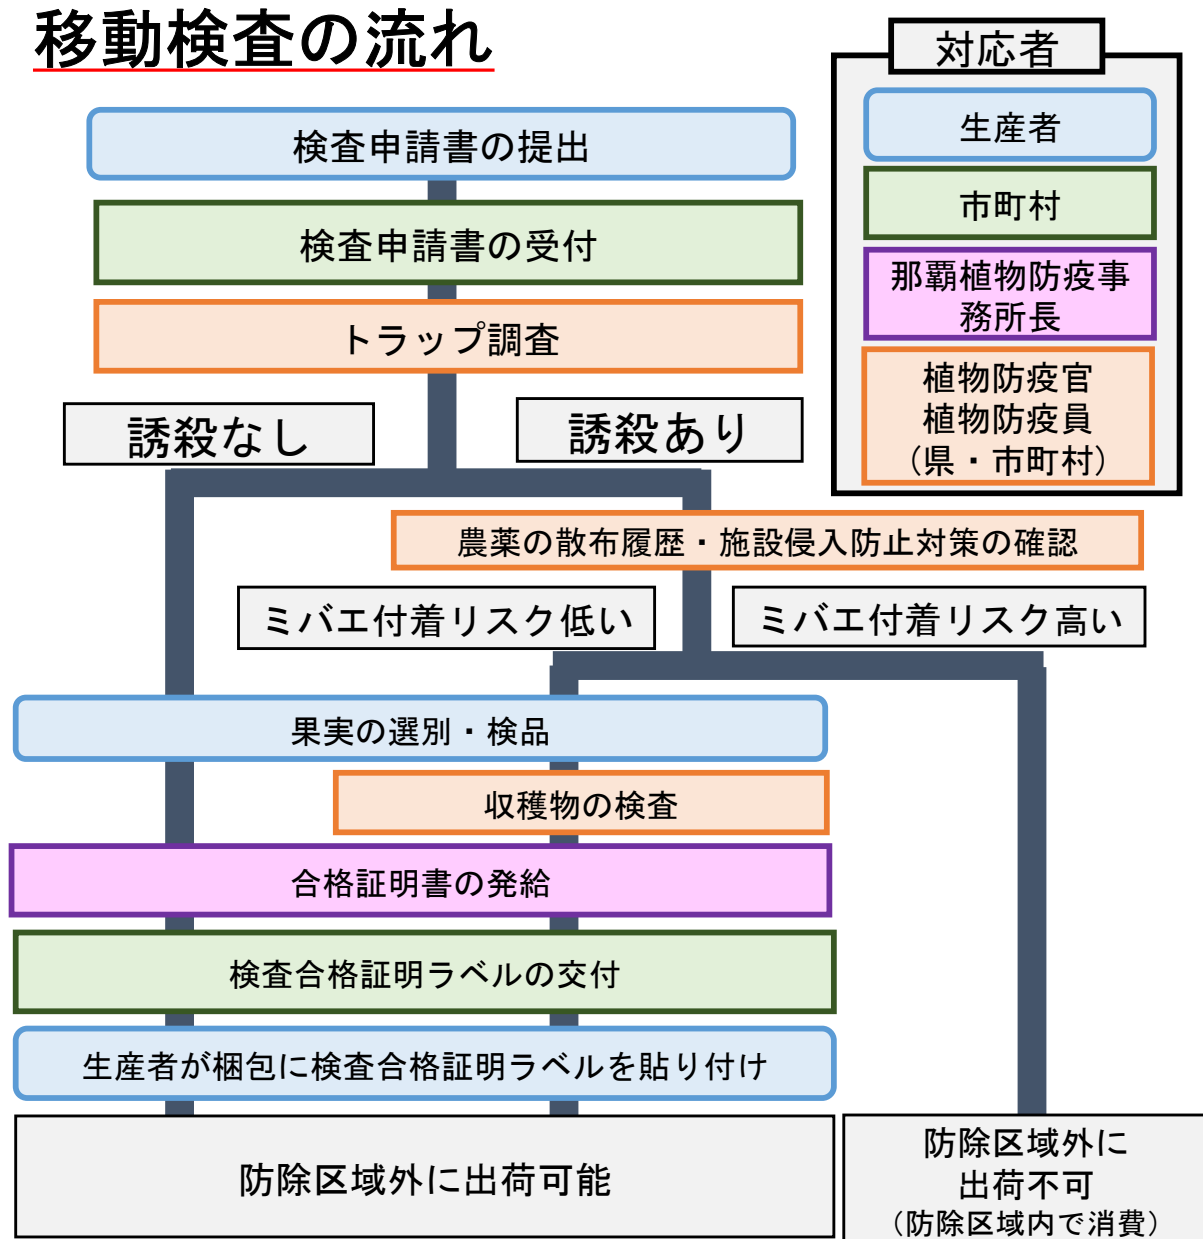 移動検査の流れ
対応者
生産者
市町村
那覇植物防疫事
務所長
植物防疫官
植物防疫員
（県・市町村）
検査申請書の提出
検査申請書の受付
トラップ調査
誘殺なし
誘殺あり
農薬の散布履歴・施設侵入防止対策の確認
ミバエ付着リスク低い
ミバエ付着リスク高い
果実の選別・検品
収穫物の検査
合格証明書の発給
検査合格証明ラベルの交付
生産者が梱包に検査合格証明ラベルを貼り付け
防除区域外に出荷可能
防除区域外に
出荷不可
（防除区域内で消費）